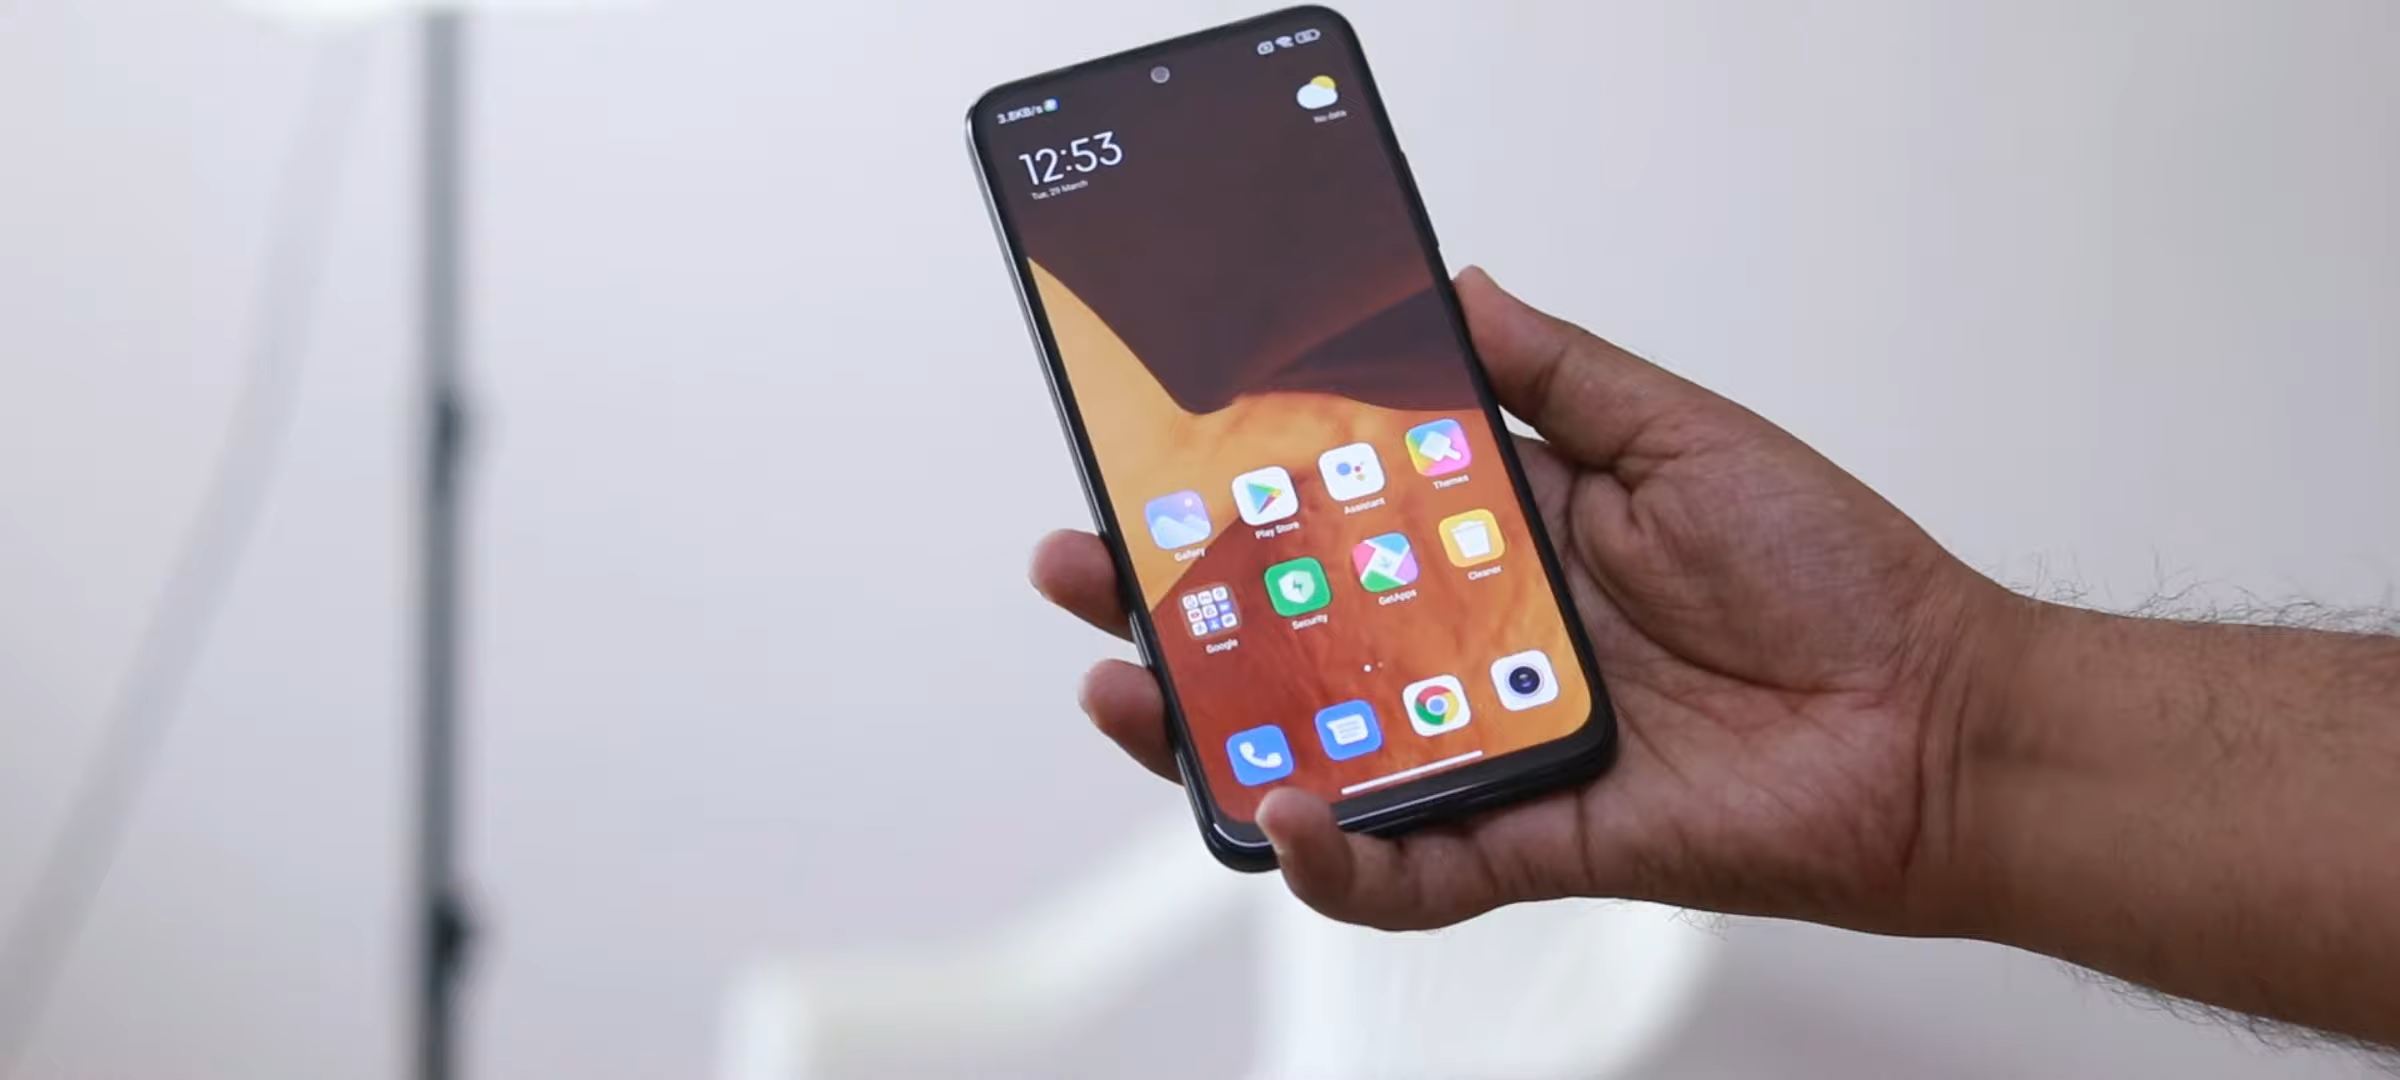 3.8KB/s
No data
12:53
Tue, 29 March
Gallery
Play Store
Assistant
Themes
Google
Security
GetApps
Cleaner